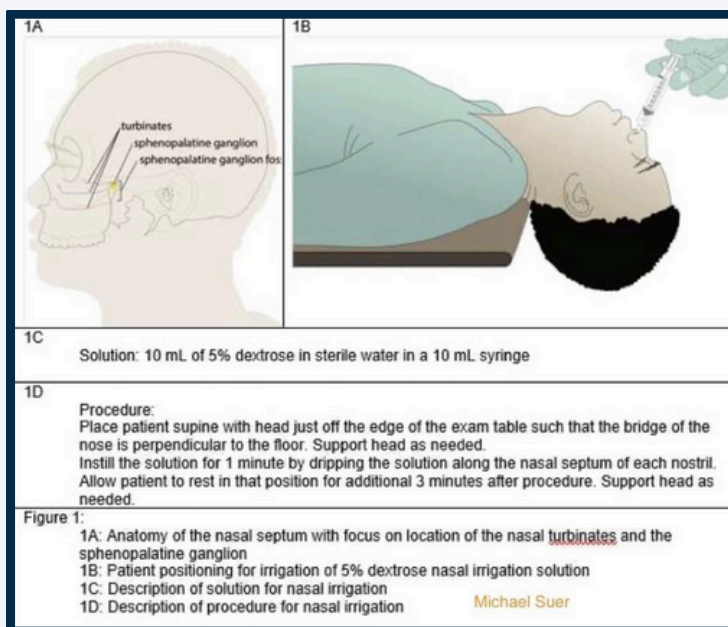 1A
turbinates
sphenopalatine ganglion
sphenopalatine ganglion fos
1B
1C
Solution: 10 mL of 5% dextrose in sterile water in a 10 mL syringe
1D
Procedure:
Place patient supine with head just off the edge of the exam table such that the bridge of the
nose is perpendicular to the floor. Support head as needed.
Instill the solution for 1 minute by dripping the solution along the nasal septum of each nostril.
Allow patient to rest in that position for additional 3 minutes after procedure. Support head as
needed.
Figure 1:
1A: Anatomy of the nasal septum with focus on location of the nasal turbinates and the
sphenopalatine ganglion
1B: Patient positioning for irrigation of 5% dextrose nasal irrigation solution
1C: Description of solution for nasal irrigation
1D: Description of procedure for nasal irrigation
Michael Suer